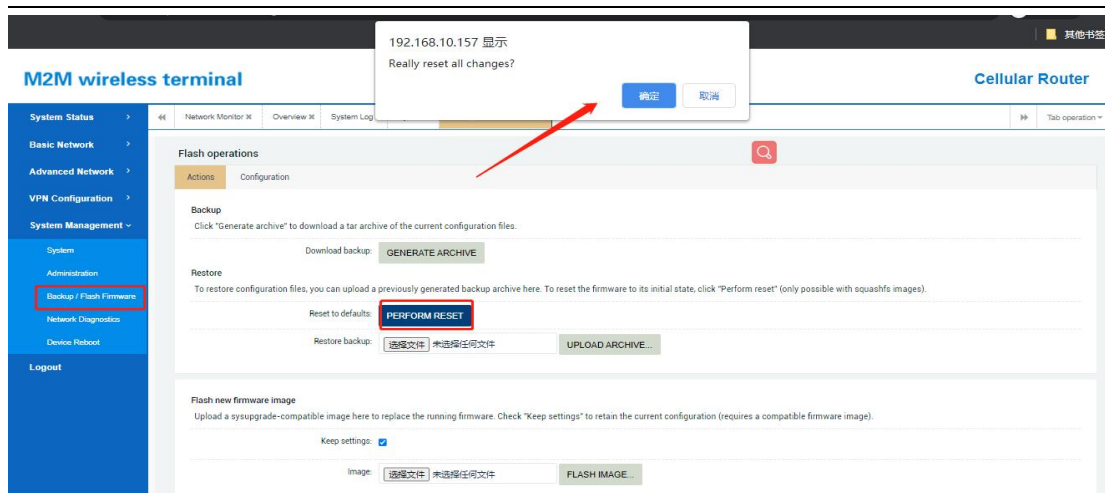 192.168.10.157 显示
Really reset all changes?
确定 取消
其他书签
M2M wireless terminal
Cellular Router
System Status
Basic Network
Advanced Network
VPN Configuration
System Management
System
Administration
Backup / Flash Firmware
Network Diagnostics
Device Reboot
Logout
Network Monitor Overview System Log
Tab operation
Flash operations
Actions Configuration
Backup
Click "Generate archive" to download a tar archive of the current configuration files.
Download backup: GENERATE ARCHIVE
Restore
To restore configuration files, you can upload a previously generated backup archive here. To reset the firmware to its initial state, click "Perform reset" (only possible with squashfs images).
Reset to defaults: PERFORM RESET
Restore backup: 选择文件 未选择任何文件 UPLOAD ARCHIVE...
Flash new firmware image
Upload a sysupgrade-compatible image here to replace the running firmware. Check "Keep settings" to retain the current configuration (requires a compatible firmware image).
Keep settings:
Image: 选择文件 未选择任何文件 FLASH IMAGE...